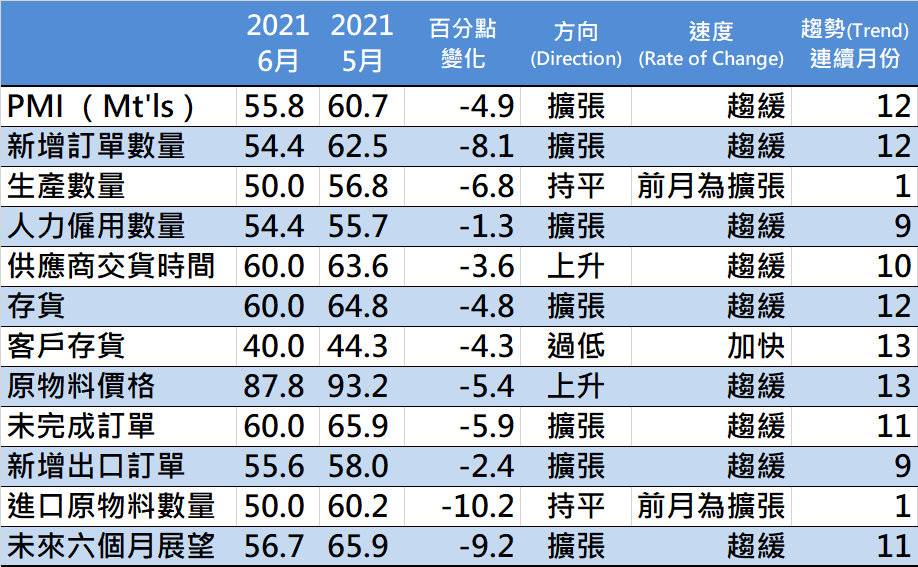 2021 6月 2021 5月 百分點 變化 方向 (Direction) 速度 (Rate of Change) 趨勢(Trend) 連續月份
PMI （Mt'ls） 55.8 60.7 -4.9 擴張 趨緩 12
新增訂單數量 54.4 62.5 -8.1 擴張 趨緩 12
生產數量 50.0 56.8 -6.8 持平 前月為擴張 1
人力僱用數量 54.4 55.7 -1.3 擴張 趨緩 9
供應商交貨時間 60.0 63.6 -3.6 上升 趨緩 10
存貨 60.0 64.8 -4.8 擴張 趨緩 12
客戶存貨 40.0 44.3 -4.3 過低 加快 13
原物料價格 87.8 93.2 -5.4 上升 趨緩 13
未完成訂單 60.0 65.9 -5.9 擴張 趨緩 11
新增出口訂單 55.6 58.0 -2.4 擴張 趨緩 9
進口原物料數量 50.0 60.2 -10.2 持平 前月為擴張 1
未來六個月展望 56.7 65.9 -9.2 擴張 趨緩 11